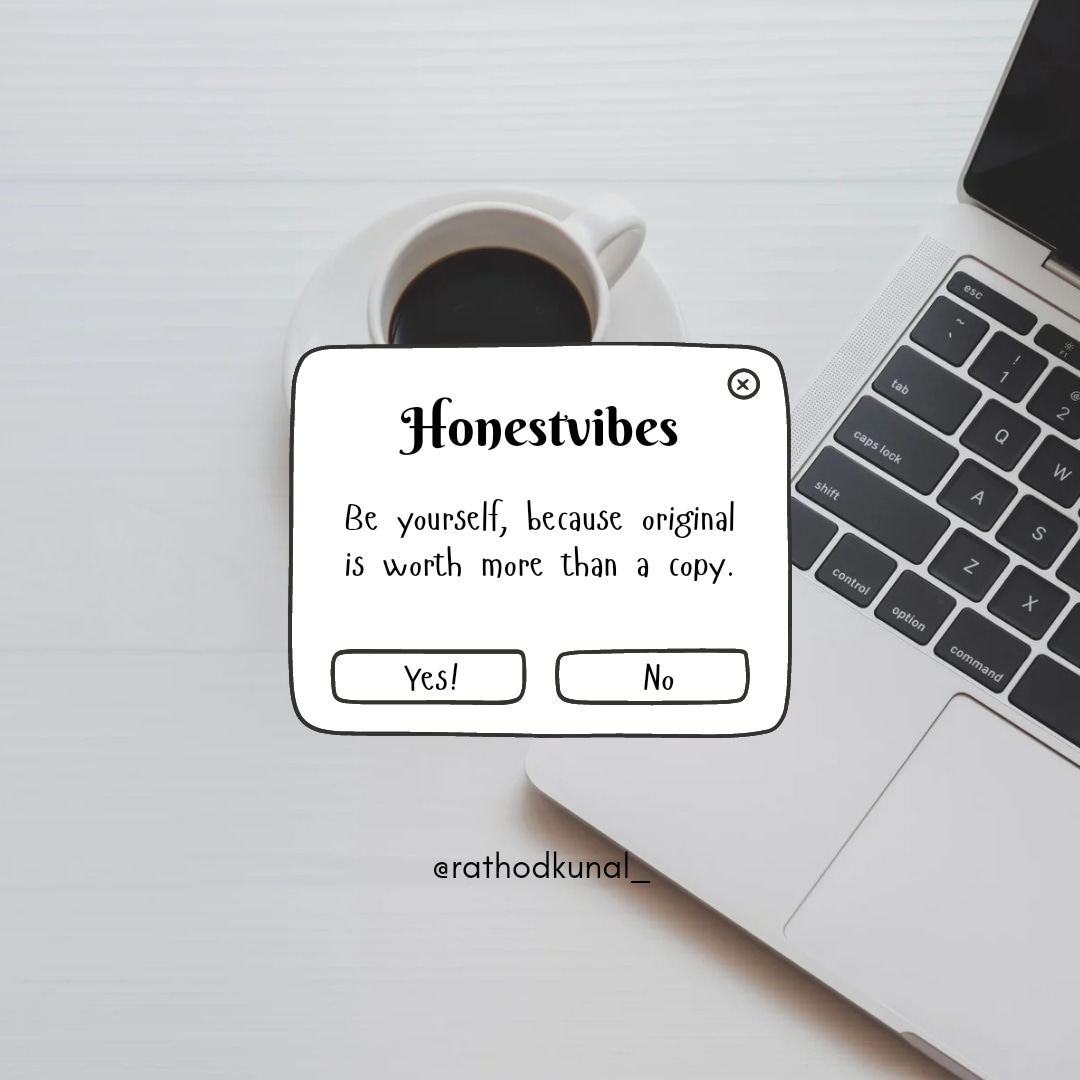 Honestvibes
Be yourself, because original
is worth more than a copy.
Yes! No
@rathodkunal_
esc
~
`
!
1
@
2
F1
tab
Q
W
caps lock
A
S
shift
Z
X
control
option
command